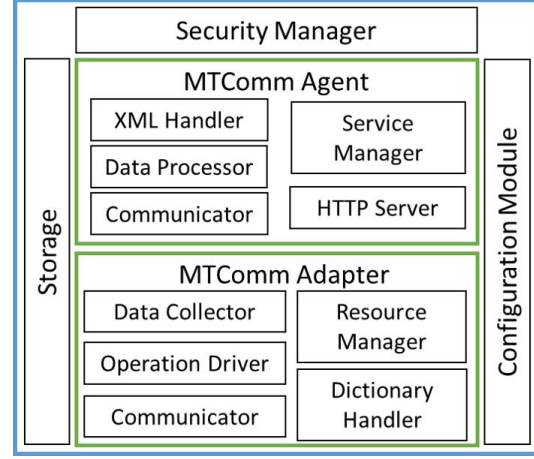 Security Manager
Storage
MTComm Agent
XML Handler
Data Processor
Communicator
Service
Manager
HTTP Server
MTComm Adapter
Data Collector
Operation Driver
Communicator
Resource
Manager
Dictionary
Handler
Configuration Module